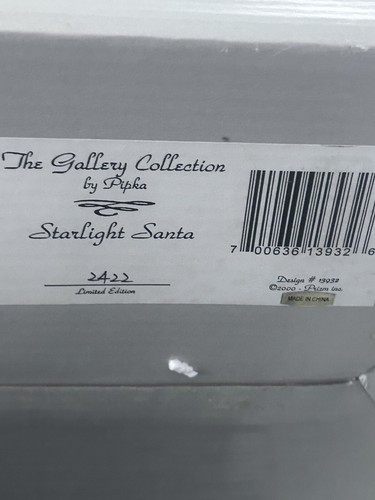 The Gallery Collection
by Pipka
Starlight Santa
2422
Limited Edition
7 00636 13932 6
Design # 13932
©2000 - Prizm inc.
MADE IN CHINA